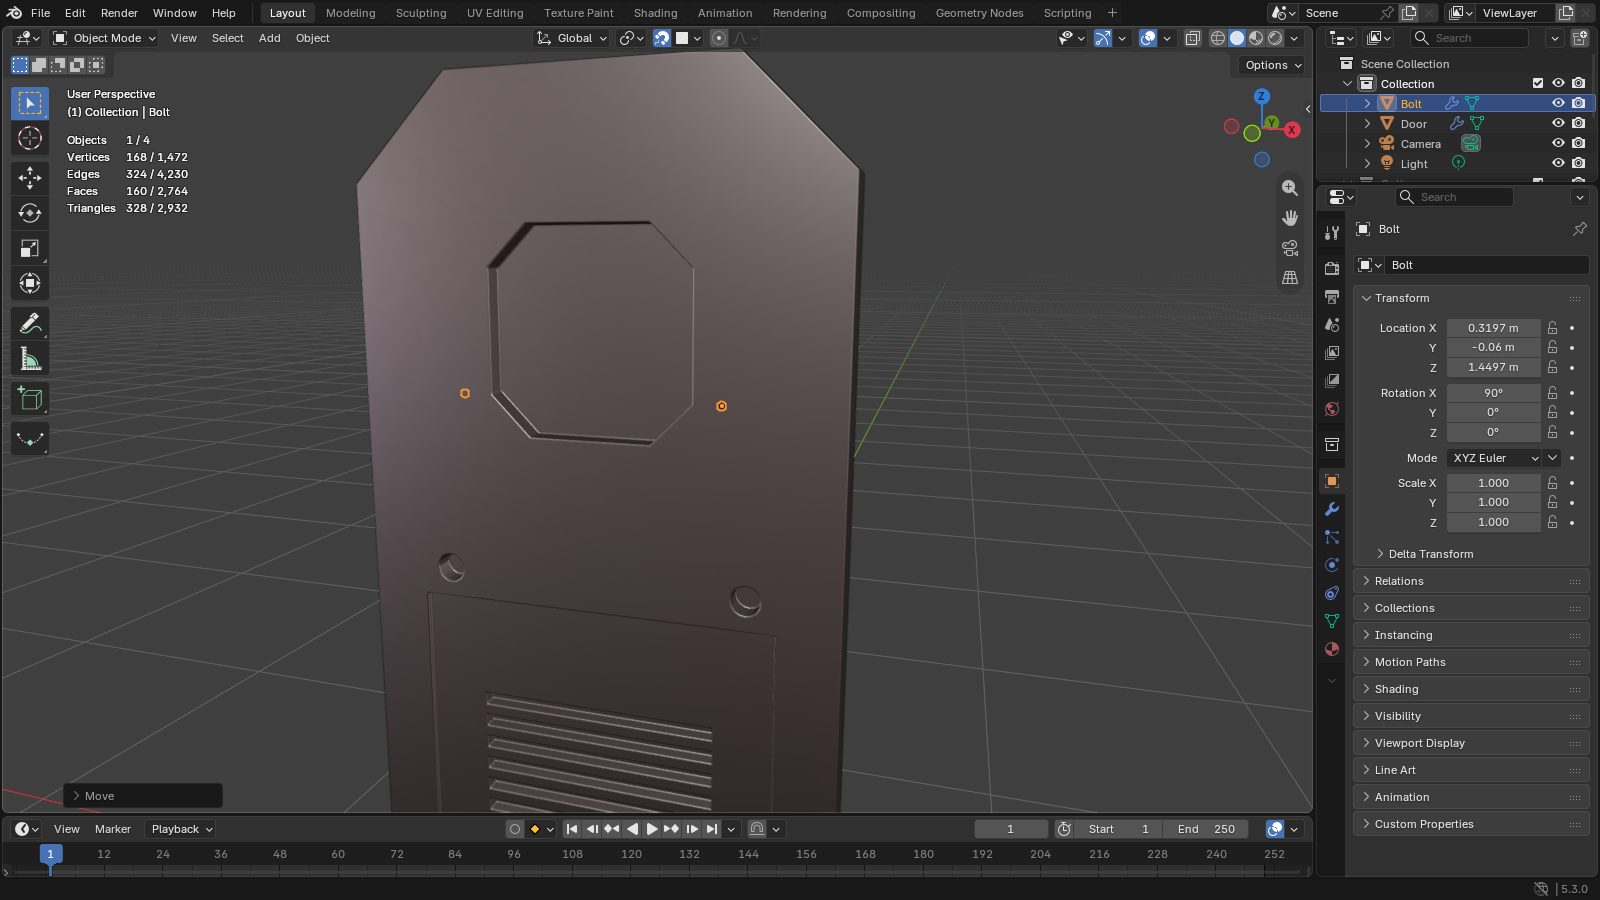 File Edit Render Window Help Layout Modeling Sculpting UV Editing Texture Paint Shading Animation Rendering Compositing Geometry Nodes Scripting + Scene ViewLayer
Object Mode View Select Add Object Global Search
Options
User Perspective
(1) Collection | Bolt
Objects 1 / 4
Vertices 168 / 1,472
Edges 324 / 4,230
Faces 160 / 2,764
Triangles 328 / 2,932
Z
Y
X
Move
Scene Collection
Collection
Bolt
Door
Camera
Light
Search
Bolt
Bolt
Transform
Location X 0.3197 m
Y -0.06 m
Z 1.4497 m
Rotation X 90°
Y 0°
Z 0°
Mode XYZ Euler
Scale X 1.000
Y 1.000
Z 1.000
Delta Transform
Relations
Collections
Instancing
Motion Paths
Shading
Visibility
Viewport Display
Line Art
Animation
Custom Properties
View Marker Playback 1 Start 1 End 250
1 12 24 36 48 60 72 84 96 108 120 132 144 156 168 180 192 204 216 228 240 252
5.3.0